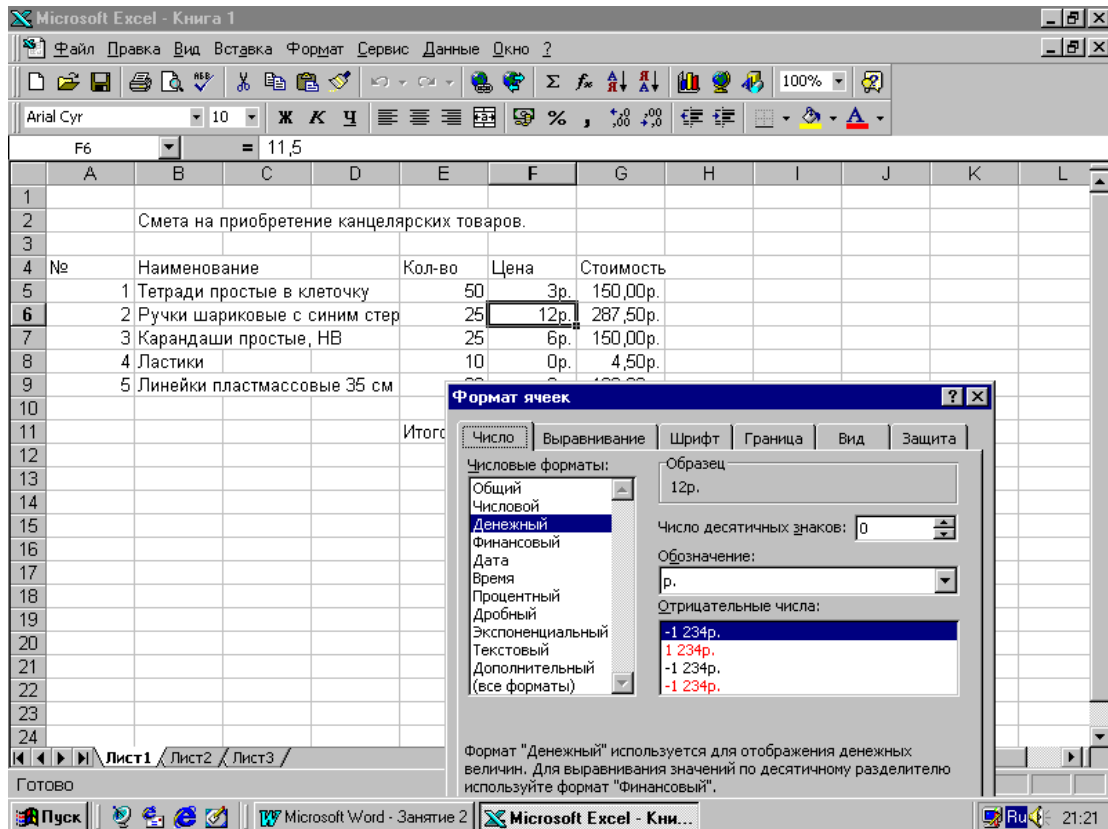 Microsoft Excel - Книга 1
Файл Правка Вид Вставка Формат Сервис Данные Окно ?
100%
Arial Cyr 10 Ж К Ч
F6 = 11,5
A B C D E F G H I J K L
1
2 Смета на приобретение канцелярских товаров.
3
4 № Наименование Кол-во Цена Стоимость
5 1 Тетради простые в клеточку 50 3р. 150,00р.
6 2 Ручки шариковые с синим стер 25 12р. 287,50р.
7 3 Карандаши простые, НВ 25 6р. 150,00р.
8 4 Ластики 10 0р. 4,50р.
9 5 Линейки пластмассовые 35 см
10
11 Итого
12
13
14
15
16
17
18
19
20
21
22
23
24
Формат ячеек
Число Выравнивание Шрифт Граница Вид Защита
Числовые форматы:
Общий
Числовой
Денежный
Финансовый
Дата
Время
Процентный
Дробный
Экспоненциальный
Текстовый
Дополнительный
(все форматы)
Образец
12р.
Число десятичных знаков: 0
Обозначение:
р.
Отрицательные числа:
-1 234р.
1 234р.
-1 234р.
-1 234р.
Формат "Денежный" используется для отображения денежных
величин. Для выравнивания значений по десятичному разделителю
используйте формат "Финансовый".
Лист1 Лист2 Лист3
Готово
Пуск Microsoft Word - Занятие 2 Microsoft Excel - Кни... Ru 21:21